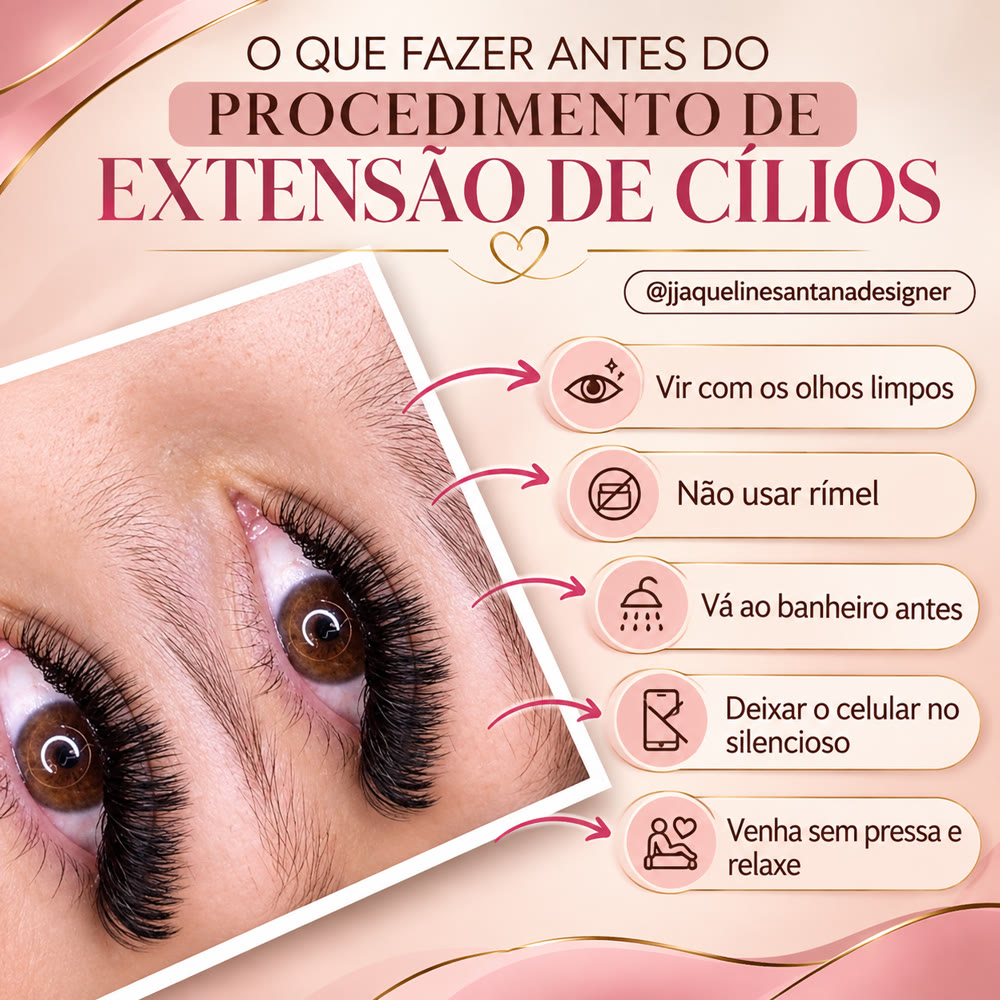 O QUE FAZER ANTES DO
PROCEDIMENTO DE
EXTENSÃO DE CÍLIOS
@jjaquelinesantanadesigner
Vir com os olhos limpos
Não usar rímel
Vá ao banheiro antes
Deixar o celular no
silencioso
Venha sem pressa e
relaxe